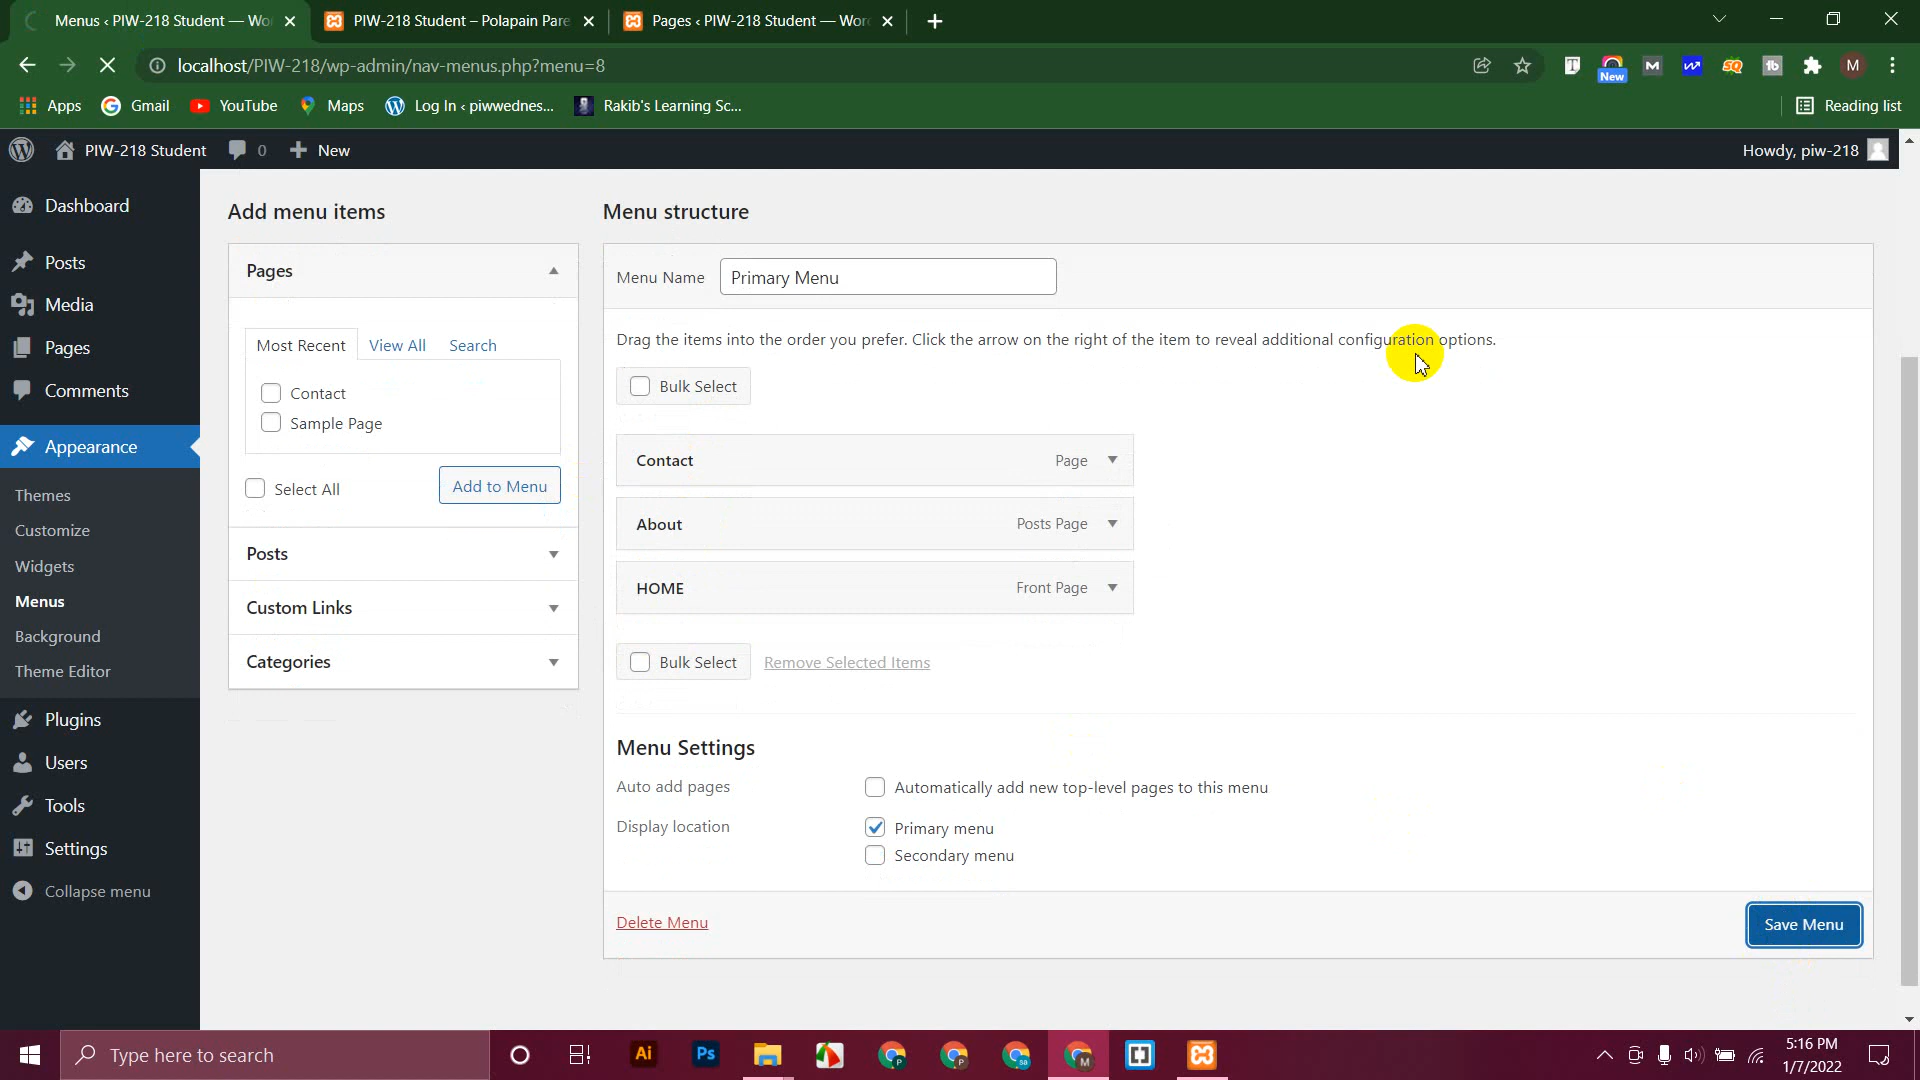 Menus ‹ PIW-218 Student — Wo
PIW-218 Student – Polapain Pare
Pages ‹ PIW-218 Student — Wor
localhost/PIW-218/wp-admin/nav-menus.php?menu=8
New
M
Apps
Gmail
YouTube
Maps
Log In ‹ piwwednes...
Rakib's Learning Sc...
Reading list
PIW-218 Student
0
New
Howdy, piw-218
Dashboard
Posts
Media
Pages
Comments
Appearance
Themes
Customize
Widgets
Menus
Background
Theme Editor
Plugins
Users
Tools
Settings
Collapse menu
Add menu items
Pages
Most Recent
View All
Search
Contact
Sample Page
Select All
Add to Menu
Posts
Custom Links
Categories
Menu structure
Menu Name
Primary Menu
Drag the items into the order you prefer. Click the arrow on the right of the item to reveal additional configuration options.
Bulk Select
Contact
Page
About
Posts Page
HOME
Front Page
Bulk Select
Remove Selected Items
Menu Settings
Auto add pages
Automatically add new top-level pages to this menu
Display location
Primary menu
Secondary menu
Delete Menu
Save Menu
Type here to search
Ai
Ps
5:16 PM
1/7/2022